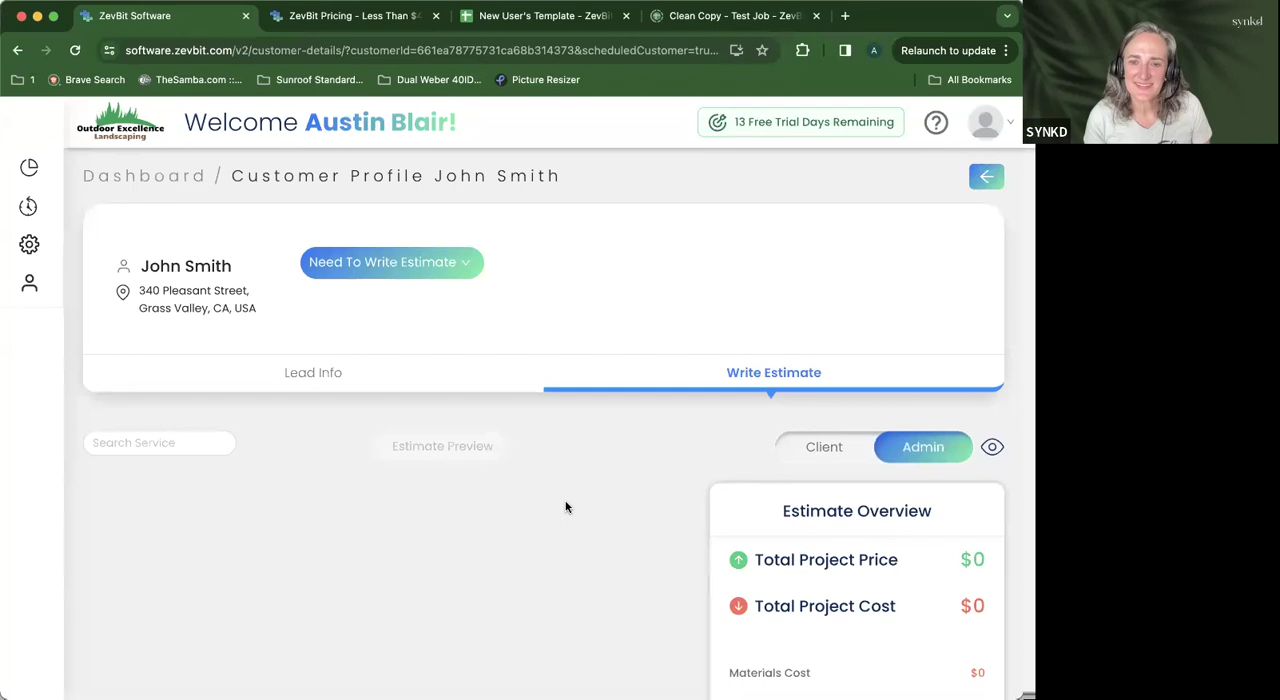 ZevBit Software
ZevBit Pricing - Less Than $4
New User's Template - ZevBi
Clean Copy - Test Job - ZevB
software.zevbit.com/v2/customer-details/?customerId=661ea78775731ca68b314373&scheduledCustomer=tru...
A
Relaunch to update
1
Brave Search
TheSamba.com ::...
Sunroof Standard...
Dual Weber 40ID...
Picture Resizer
All Bookmarks
synkd
SYNKD
Outdoor Excellence
Landscaping
Welcome Austin Blair!
13 Free Trial Days Remaining
Dashboard / Customer Profile John Smith
John Smith
340 Pleasant Street,
Grass Valley, CA, USA
Need To Write Estimate
Lead Info
Write Estimate
Search Service
Estimate Preview
Client
Admin
Estimate Overview
Total Project Price $0
Total Project Cost $0
Materials Cost $0